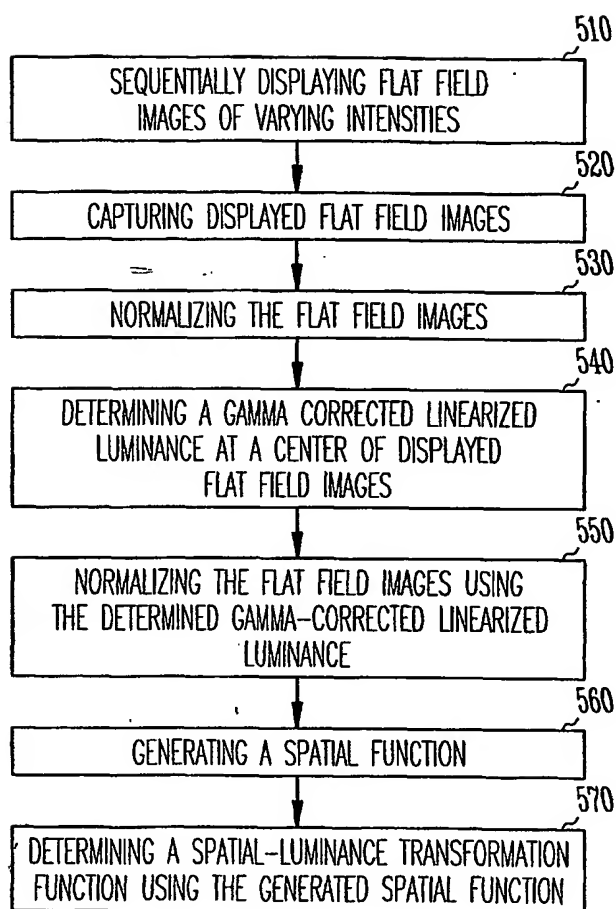 510
SEQUENTIALLY DISPLAYING FLAT FIELD
IMAGES OF VARYING INTENSITIES
520
CAPTURING DISPLAYED FLAT FIELD IMAGES
530
NORMALIZING THE FLAT FIELD IMAGES
540
DETERMINING A GAMMA CORRECTED LINEARIZED
LUMINANCE AT A CENTER OF DISPLAYED
FLAT FIELD IMAGES
550
NORMALIZING THE FLAT FIELD IMAGES USING
THE DETERMINED GAMMA-CORRECTED LINEARIZED
LUMINANCE
560
GENERATING A SPATIAL FUNCTION
570
DETERMINING A SPATIAL-LUMINANCE TRANSFORMATION
FUNCTION USING THE GENERATED SPATIAL FUNCTION